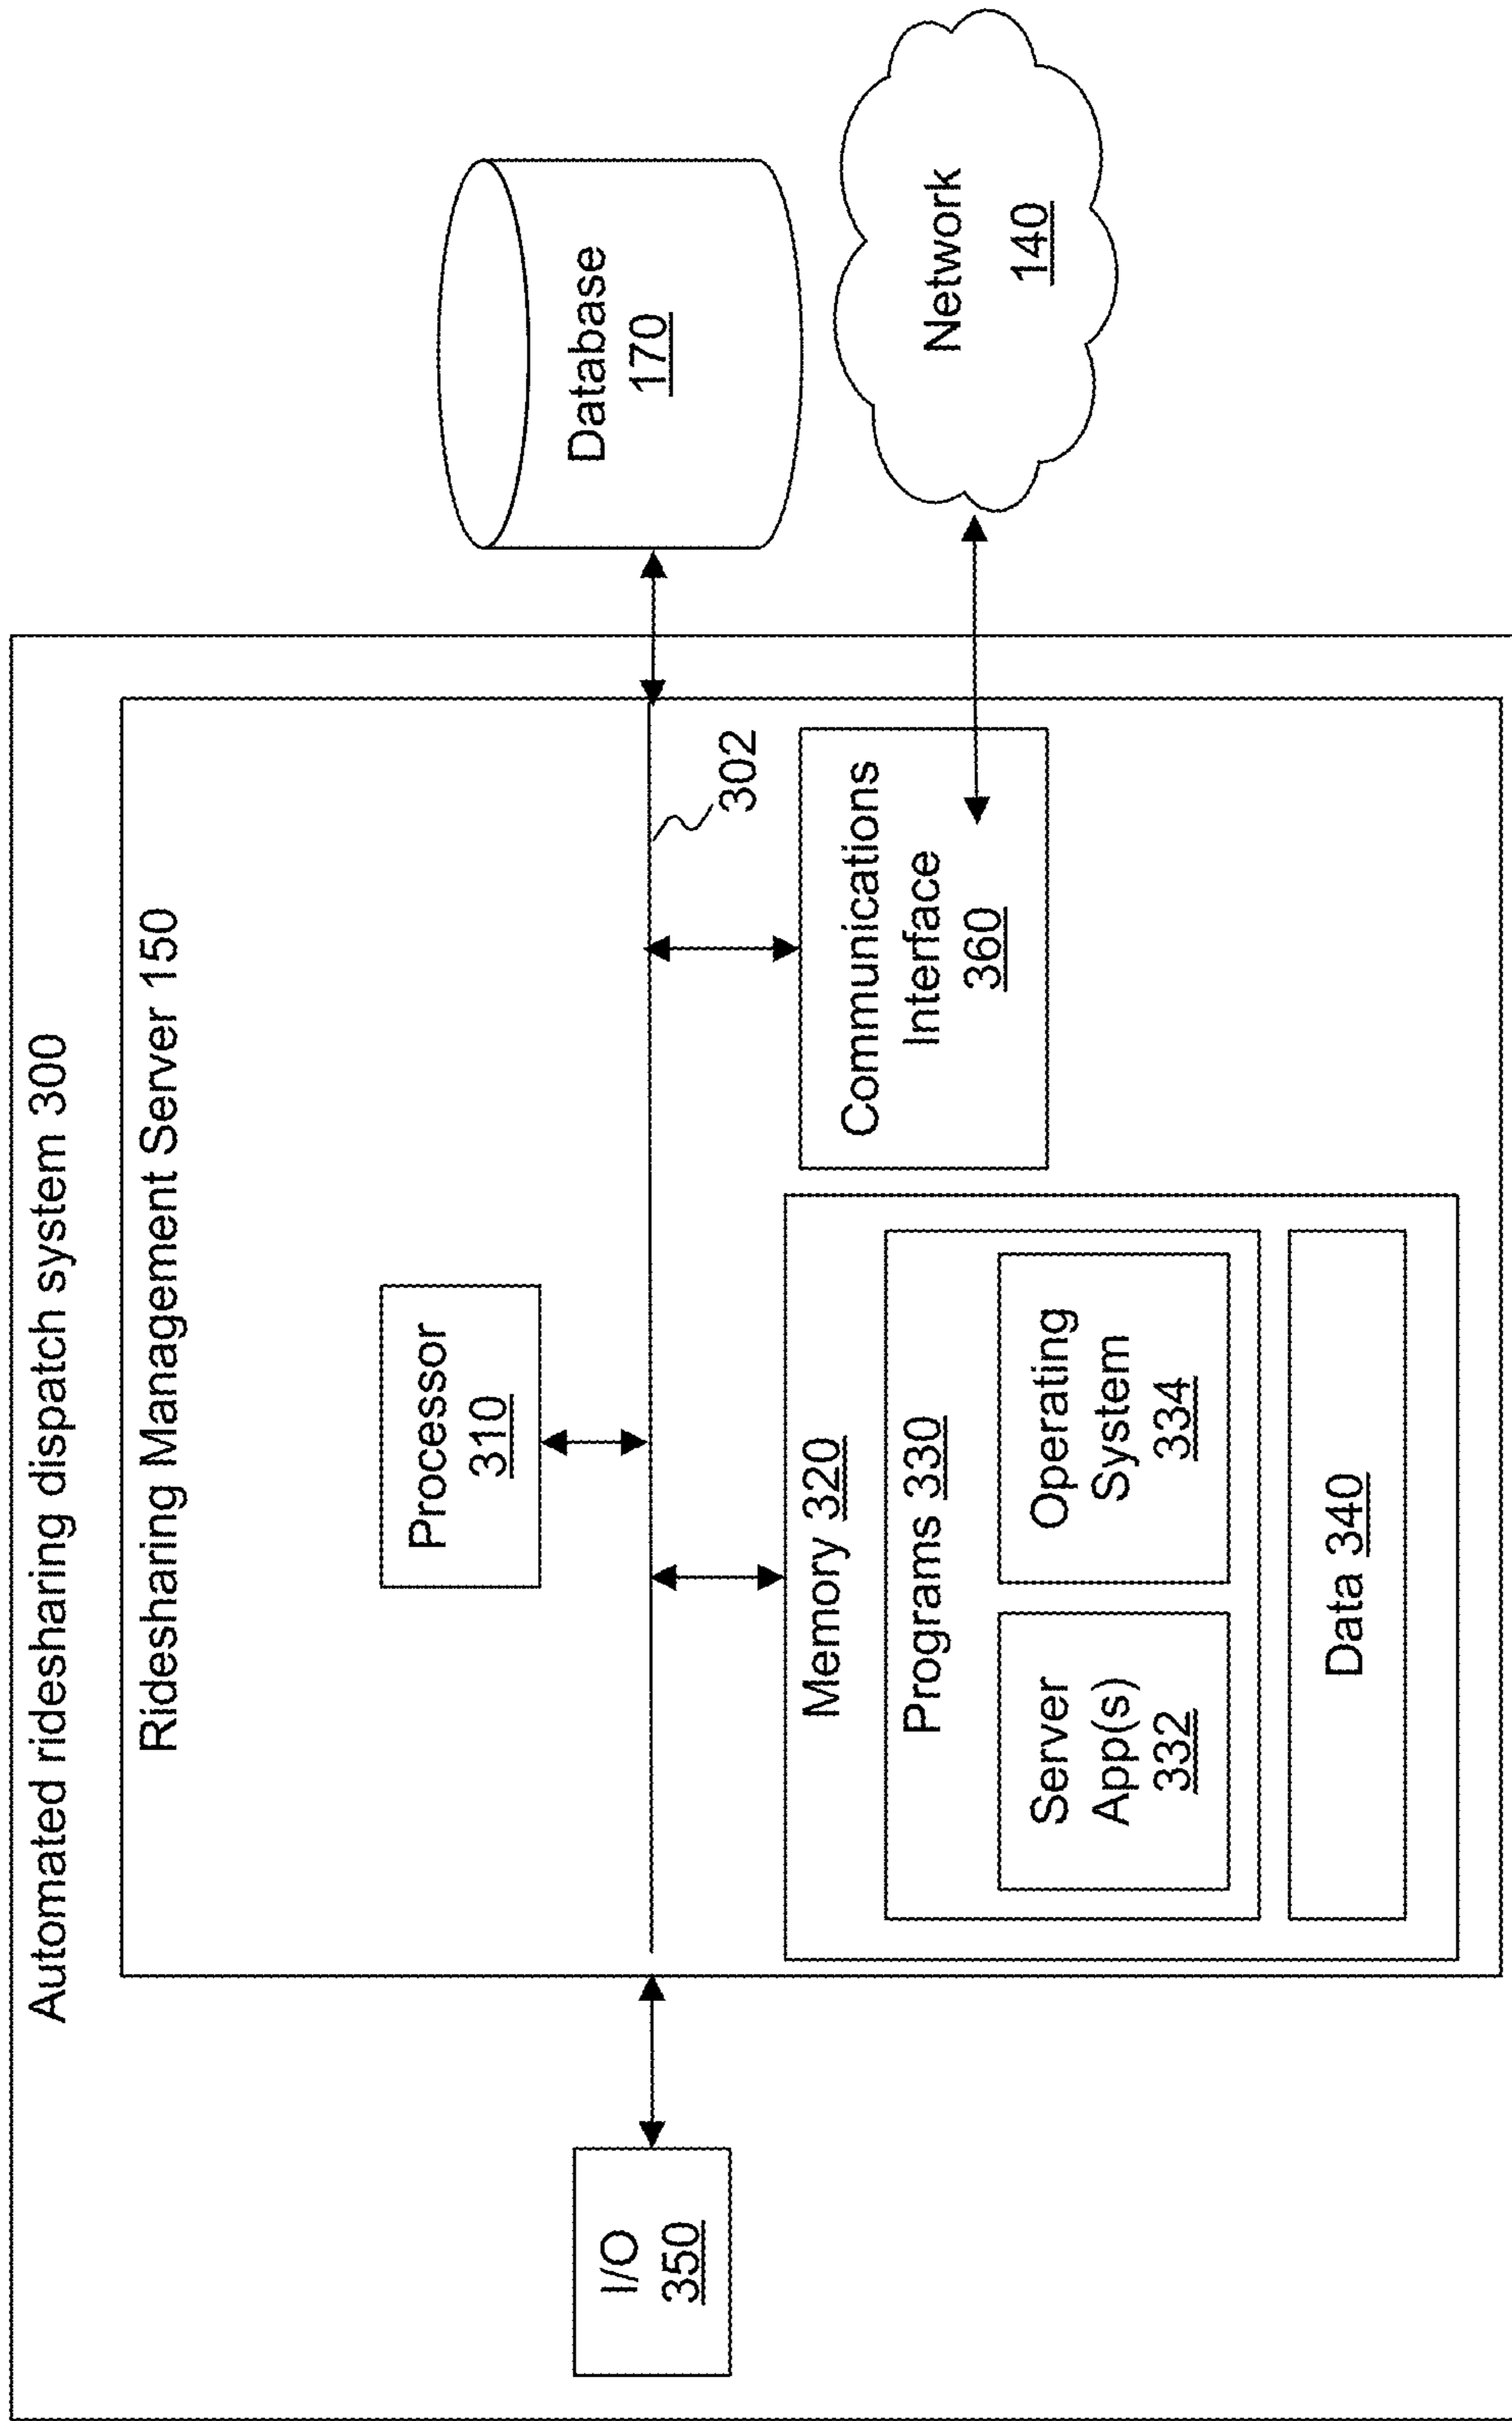 Automated ridesharing dispatch system 300
Ridesharing Management Server 150
Processor
310
I/O
350
302
Database
170
Memory 320
Programs 330
Server
App(s)
332
Operating
System
334
Data 340
Communications
Interface
360
Network
140